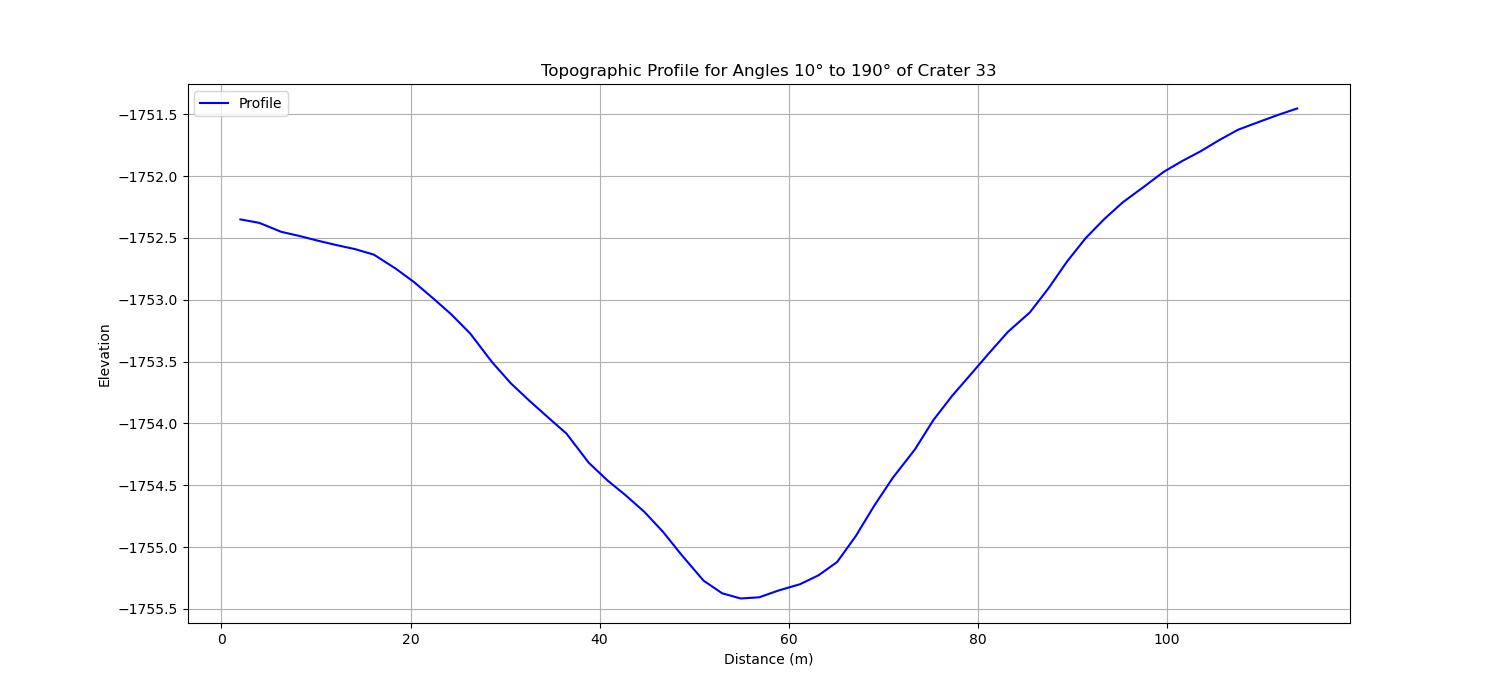 Topographic Profile for Angles 10° to 190° of Crater 33
Profile
−1751.5
−1752.0
−1752.5
−1753.0
−1753.5
−1754.0
−1754.5
−1755.0
−1755.5
Elevation
0 20 40 60 80 100
Distance (m)